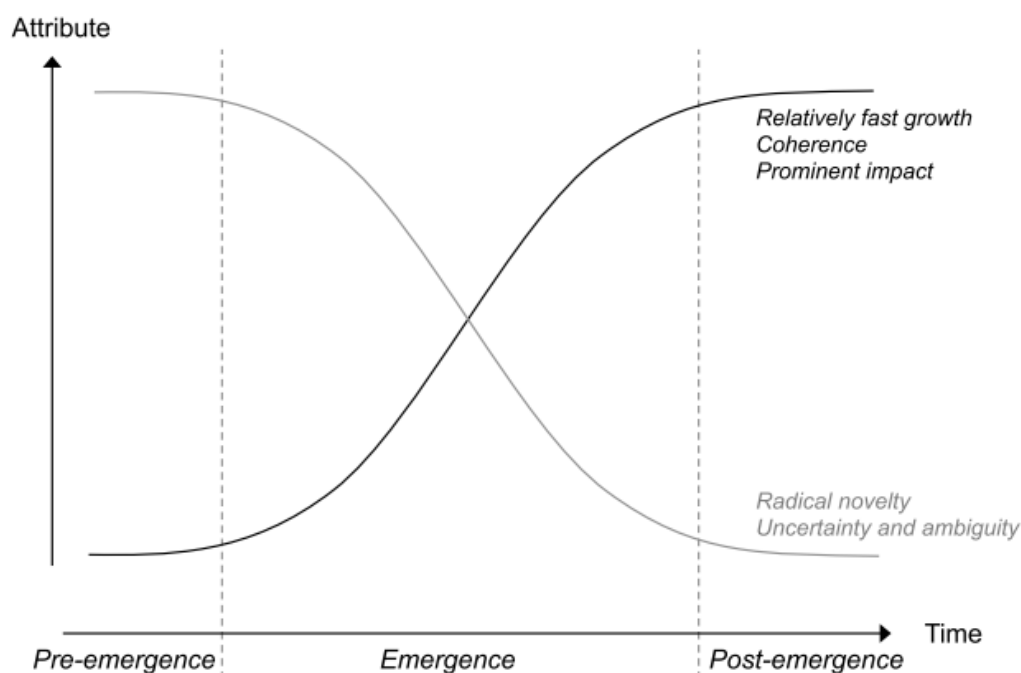 Attribute
Relatively fast growth
Coherence
Prominent impact
Radical novelty
Uncertainty and ambiguity
Time
Pre-emergence
Emergence
Post-emergence